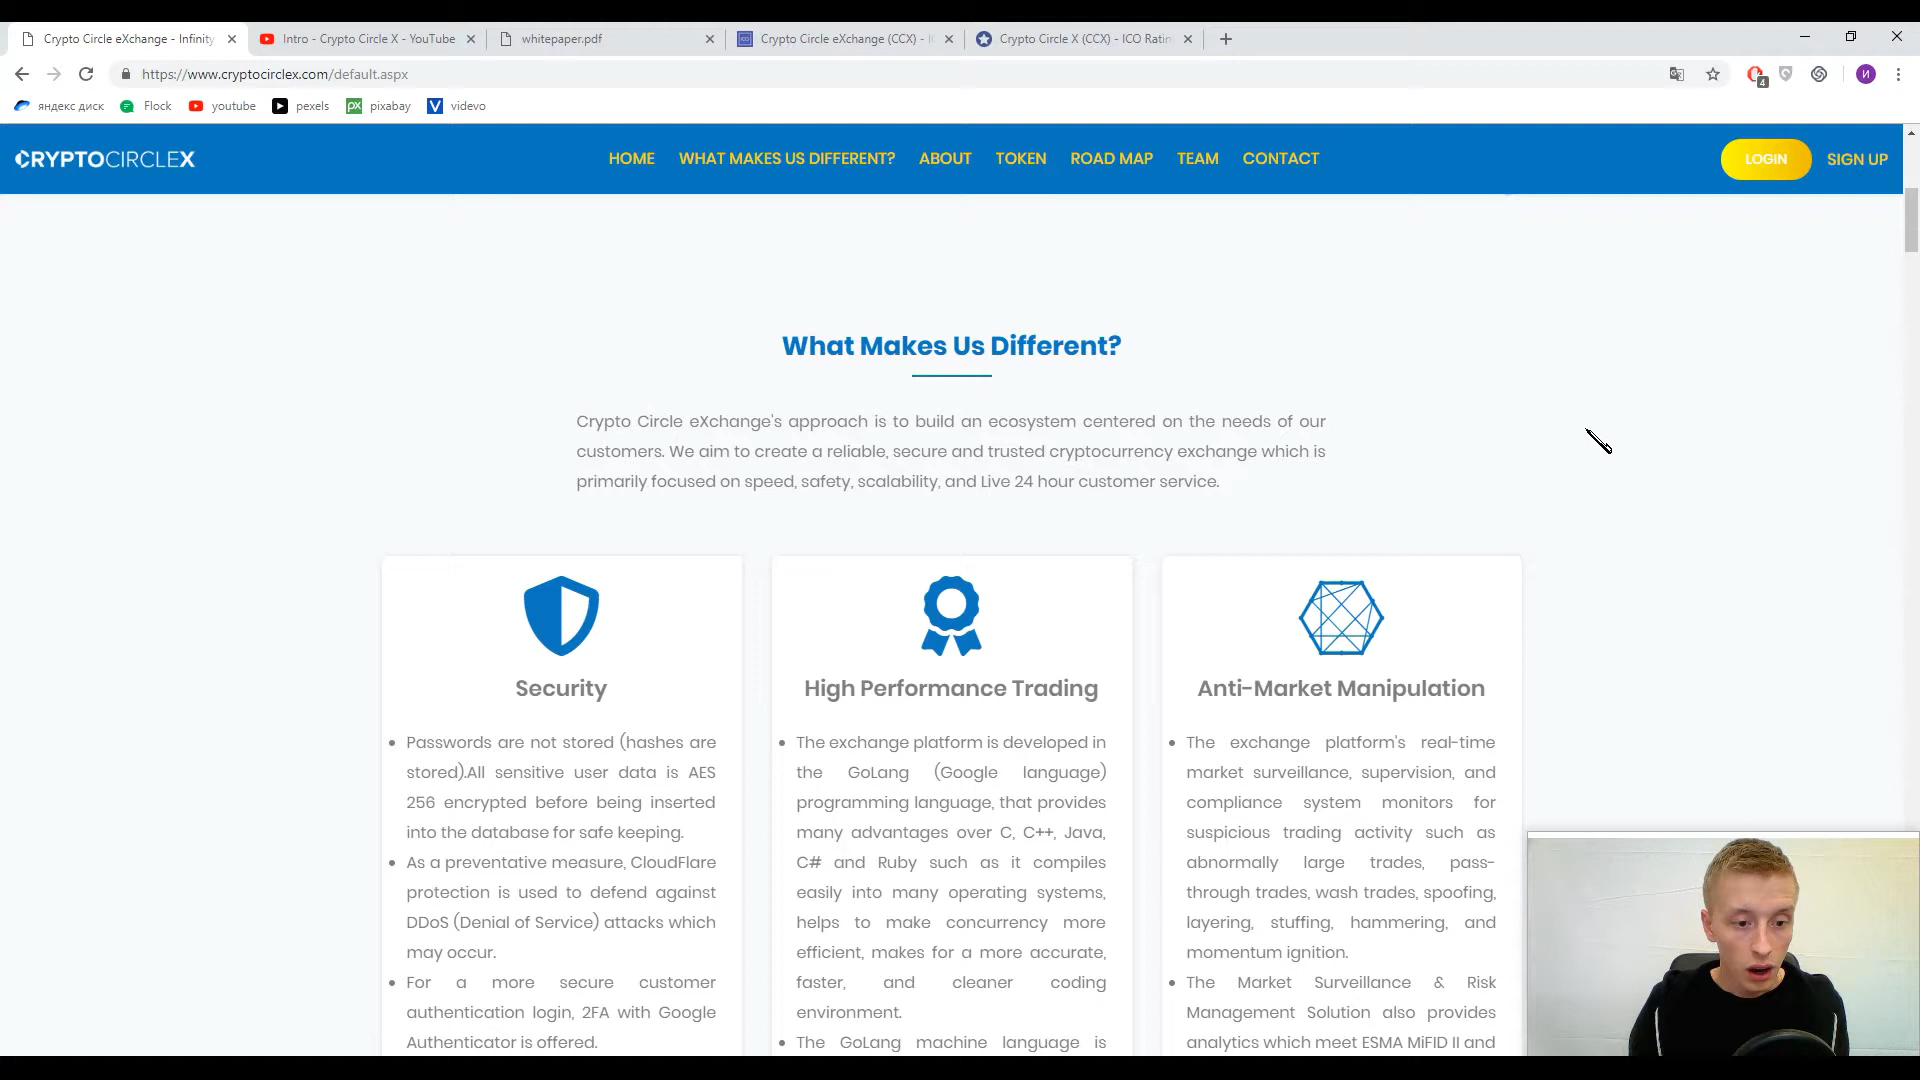 Crypto Circle eXchange - Infinity
Intro - Crypto Circle X - YouTube
whitepaper.pdf
Crypto Circle eXchange (CCX) - I
Crypto Circle X (CCX) - ICO Ratin
https://www.cryptocirclex.com/default.aspx
4
И
яндекс диск
Flock
youtube
px
pexels
pixabay
V
videvo
CRYPTOCIRCLEX
HOME
WHAT MAKES US DIFFERENT?
ABOUT
TOKEN
ROAD MAP
TEAM
CONTACT
LOGIN
SIGN UP
What Makes Us Different?
Crypto Circle eXchange's approach is to build an ecosystem centered on the needs of our
customers. We aim to create a reliable, secure and trusted cryptocurrency exchange which is
primarily focused on speed, safety, scalability, and Live 24 hour customer service.
Security
Passwords are not stored (hashes are
stored).All sensitive user data is AES
256 encrypted before being inserted
into the database for safe keeping.
As a preventative measure, CloudFlare
protection is used to defend against
DDoS (Denial of Service) attacks which
may occur.
For a more secure customer
authentication login, 2FA with Google
Authenticator is offered.
High Performance Trading
The exchange platform is developed in
the GoLang (Google language)
programming language, that provides
many advantages over C, C++, Java,
C# and Ruby such as it compiles
easily into many operating systems,
helps to make concurrency more
efficient, makes for a more accurate,
faster, and cleaner coding
environment.
The GoLang machine language is
Anti-Market Manipulation
The exchange platform's real-time
market surveillance, supervision, and
compliance system monitors for
suspicious trading activity such as
abnormally large trades, pass-
through trades, wash trades, spoofing,
layering, stuffing, hammering, and
momentum ignition.
The Market Surveillance & Risk
Management Solution also provides
analytics which meet ESMA MiFID II and